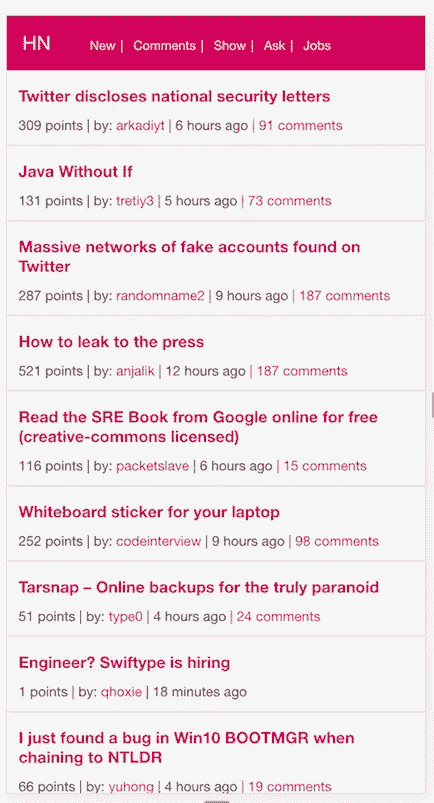 HN New | Comments | Show | Ask | Jobs
Twitter discloses national security letters
309 points | by: arkadiyt | 6 hours ago | 91 comments
Java Without If
131 points | by: tretiy3 | 5 hours ago | 73 comments
Massive networks of fake accounts found on
Twitter
287 points | by: randomname2 | 9 hours ago | 187 comments
How to leak to the press
521 points | by: anjalik | 12 hours ago | 187 comments
Read the SRE Book from Google online for free
(creative-commons licensed)
116 points | by: packetslave | 6 hours ago | 15 comments
Whiteboard sticker for your laptop
252 points | by: codeinterview | 9 hours ago | 98 comments
Tarsnap – Online backups for the truly paranoid
51 points | by: type0 | 4 hours ago | 24 comments
Engineer? Swiftype is hiring
1 points | by: qhoxie | 18 minutes ago
I just found a bug in Win10 BOOTMGR when
chaining to NTLDR
66 points | by: yuhong | 4 hours ago | 19 comments